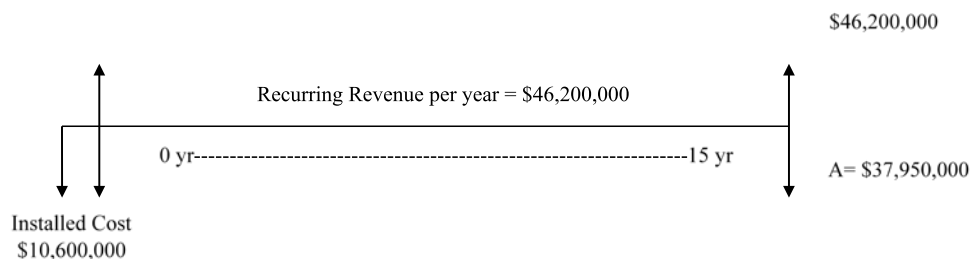 $46,200,000
Recurring Revenue per year = $46,200,000
0 yr----------------------------------------------------------------------15 yr
A= $37,950,000
Installed Cost
$10,600,000